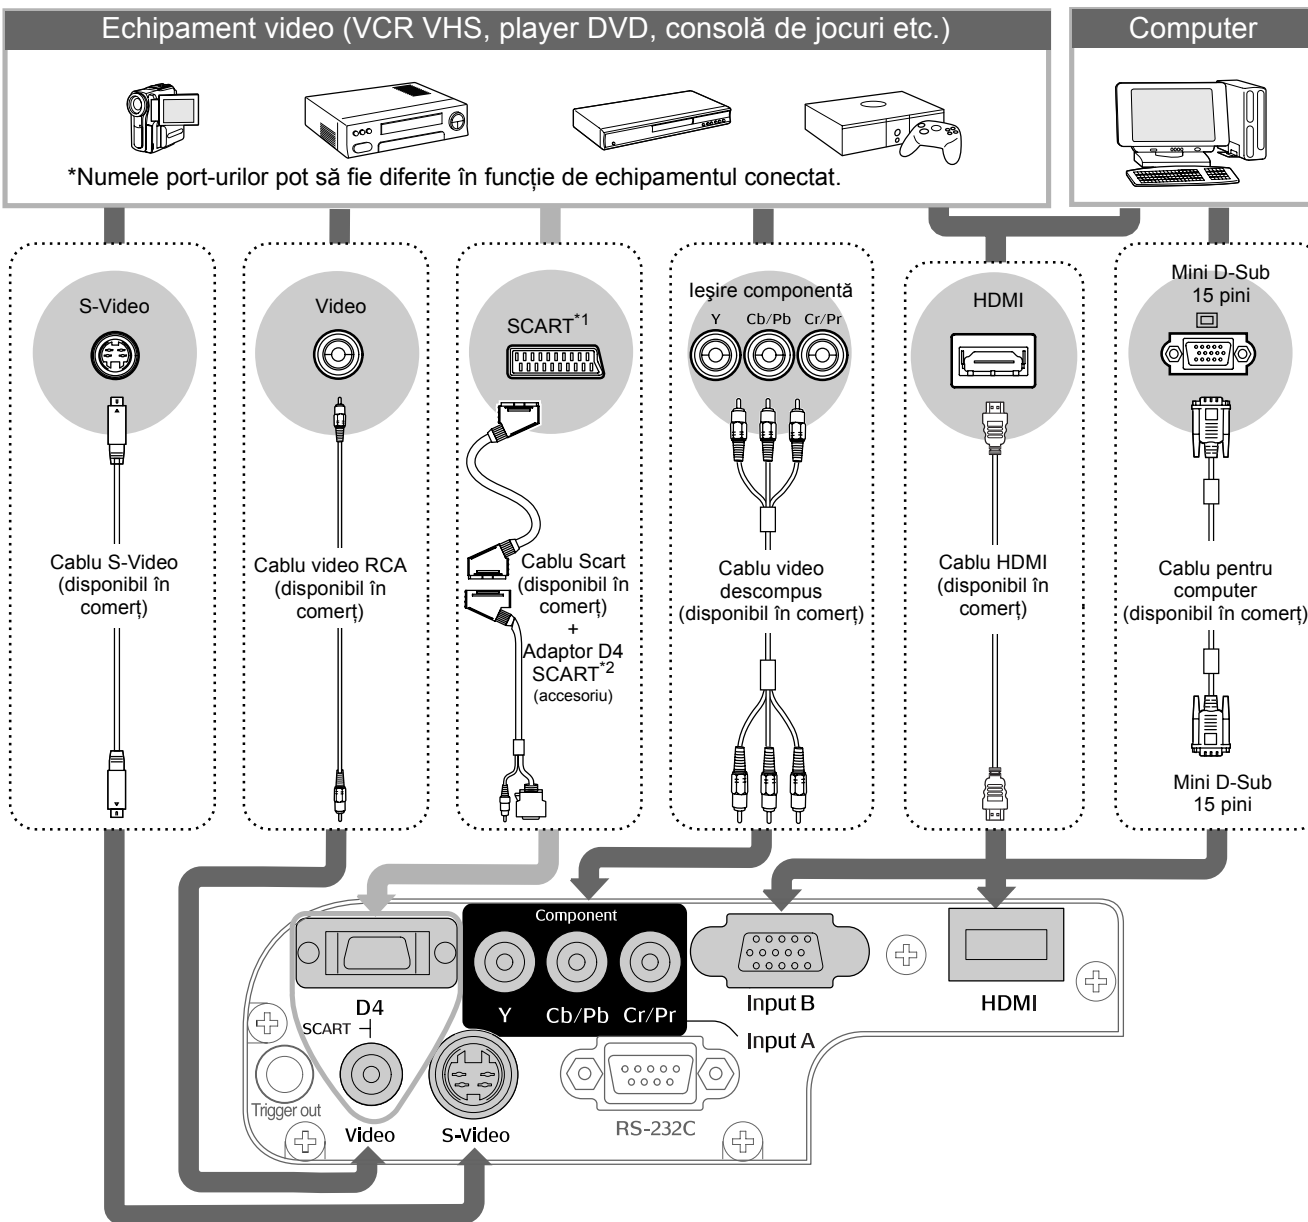 Echipament video (VCR VHS, player DVD, consolă de jocuri etc.)
Computer
*Numele port-urilor pot să fie diferite în funcție de echipamentul conectat.
S-Video
Video
SCART*1
Ieşire componentă
Y Cb/Pb Cr/Pr
HDMI
Mini D-Sub
15 pini
Cablu S-Video
(disponibil în
comerț)
Cablu video RCA
(disponibil în
comerț)
Cablu Scart
(disponibil în
comerț)
+
Adaptor D4
SCART*2
(accesoriu)
Cablu video
descompus
(disponibil în comerț)
Cablu HDMI
(disponibil în
comerț)
Cablu pentru
computer
(disponibil în comerț)
Mini D-Sub
15 pini
Component
Y Cb/Pb Cr/Pr
Input A
Input B
HDMI
D4
SCART
Trigger out
Video
S-Video
RS-232C